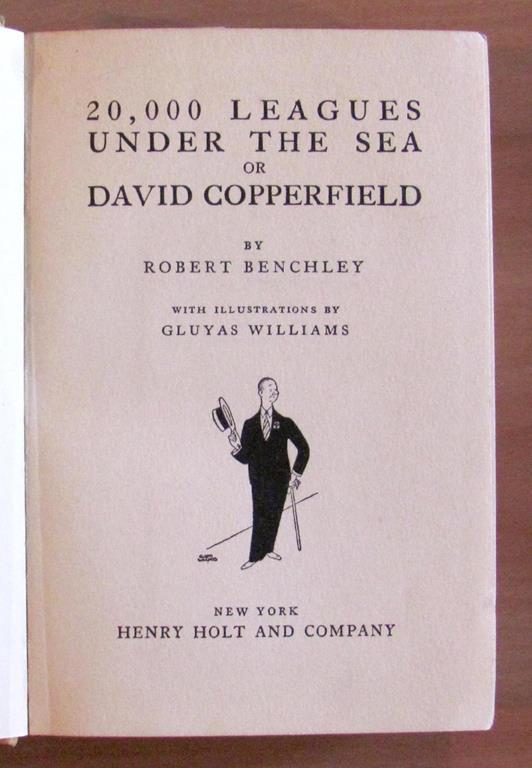 20,000 LEAGUES
UNDER THE SEA
OR
DAVID COPPERFIELD
BY
ROBERT BENCHLEY
WITH ILLUSTRATIONS BY
GLUYAS WILLIAMS
NEW YORK
HENRY HOLT AND COMPANY